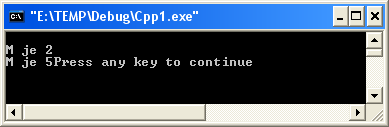 "E:\TEMP\Debug\Cpp1.exe"
M je 2
M je 5Press any key to continue